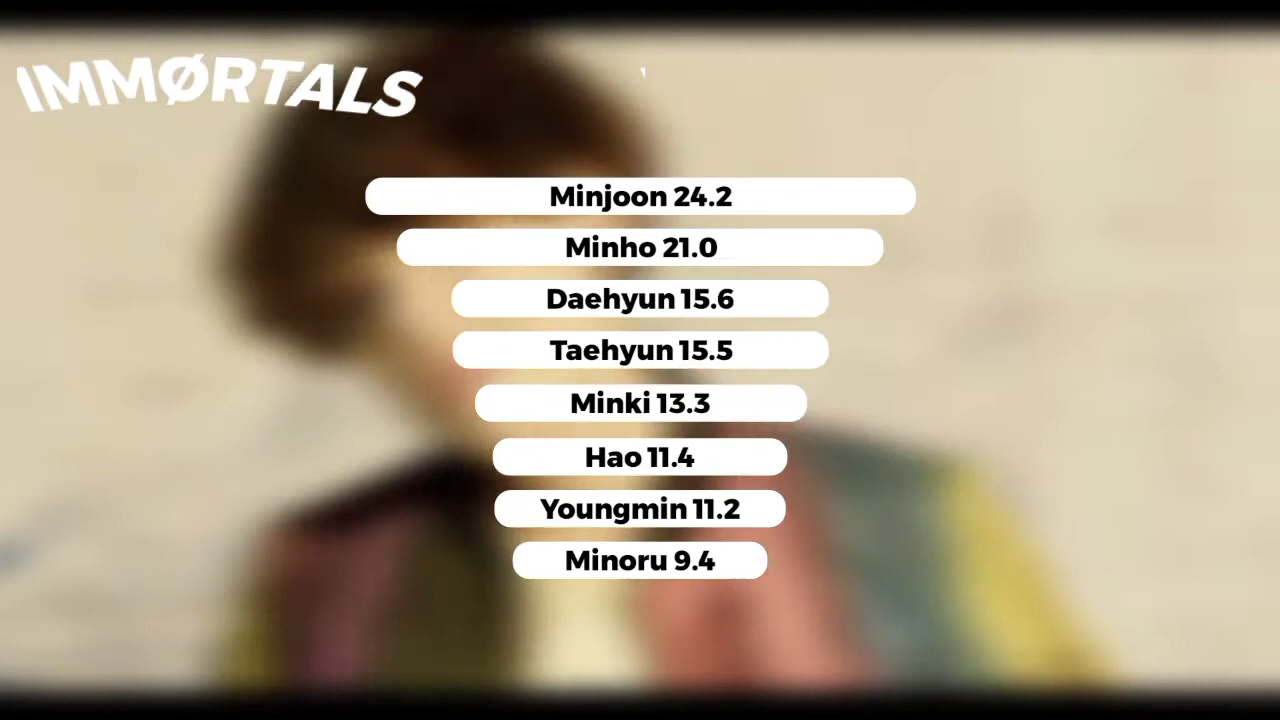 IMMØRTALS
Minjoon 24.2
Minho 21.0
Daehyun 15.6
Taehyun 15.5
Minki 13.3
Hao 11.4
Youngmin 11.2
Minoru 9.4